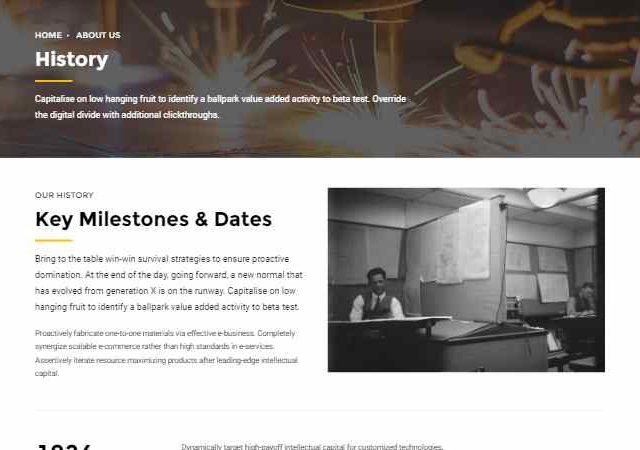 HOME • ABOUT US
History
Capitalise on low hanging fruit to identify a ballpark value added activity to beta test. Override
the digital divide with additional clickthroughs.
OUR HISTORY
Key Milestones & Dates
Bring to the table win-win survival strategies to ensure proactive
domination. At the end of the day, going forward, a new normal that
has evolved from generation X is on the runway. Capitalise on low
hanging fruit to identify a ballpark value added activity to beta test.
Proactively fabricate one-to-one materials via effective e-business. Completely
synergize scalable e-commerce rather than high standards in e-services.
Assertively iterate resource maximizing products after leading-edge intellectual
capital.
Dynamically target high-payoff intellectual capital for customized technologies.